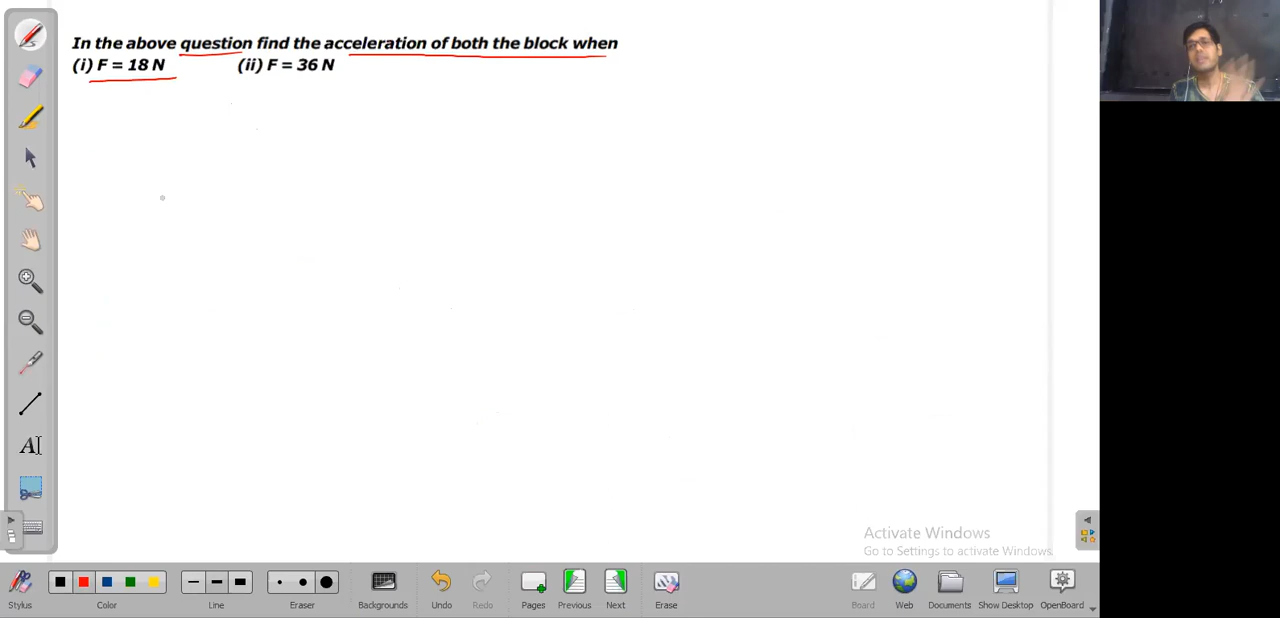 In the above question find the acceleration of both the block when
(i) F = 18 N (ii) F = 36 N
A
Activate Windows
Go to Settings to activate Windows.
Stylus Color Line Eraser Backgrounds Undo Redo Pages Previous Next Erase Board Web Documents Show Desktop OpenBoard